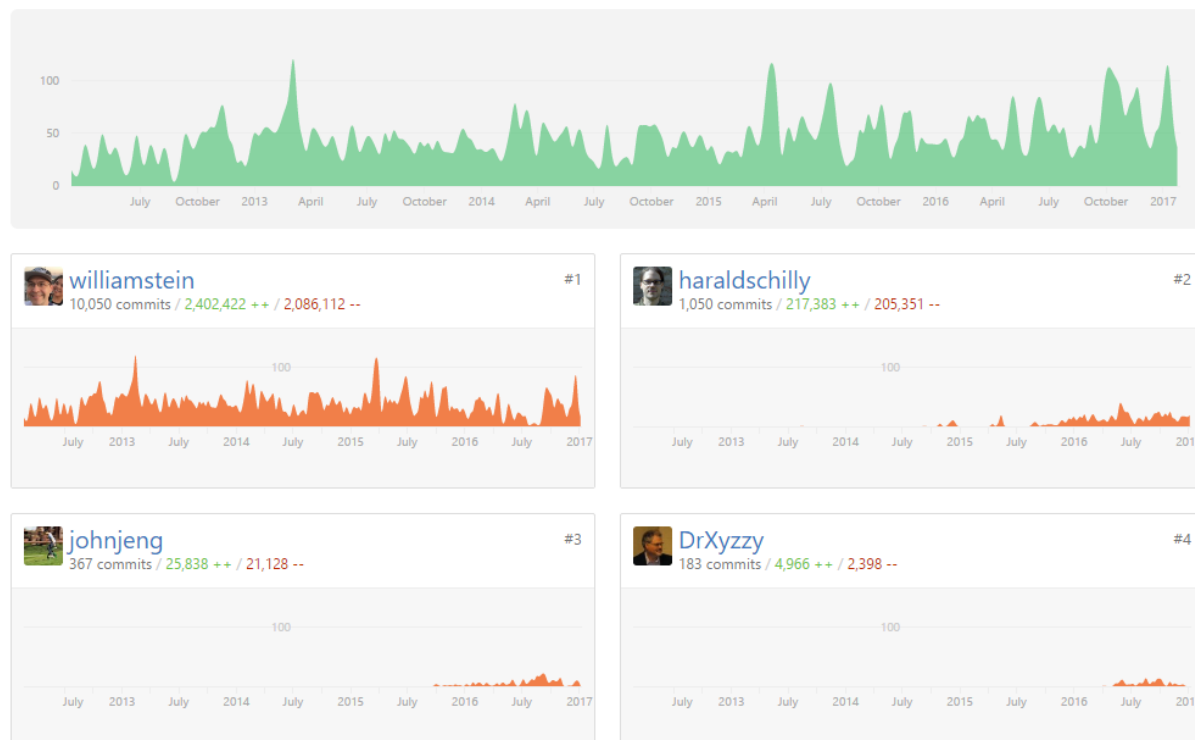 100
50
0
July October 2013 April July October 2014 April July October 2015 April July October 2016 April July October 2017
williamstein #1
10,050 commits / 2,402,422 ++ / 2,086,112 --
100
July 2013 July 2014 July 2015 July 2016 July 2017
haraldschilly #2
1,050 commits / 217,383 ++ / 205,351 --
100
July 2013 July 2014 July 2015 July 2016 July 201
johnjeng #3
367 commits / 25,838 ++ / 21,128 --
100
July 2013 July 2014 July 2015 July 2016 July 2017
DrXyzzy #4
183 commits / 4,966 ++ / 2,398 --
100
July 2013 July 2014 July 2015 July 2016 July 201